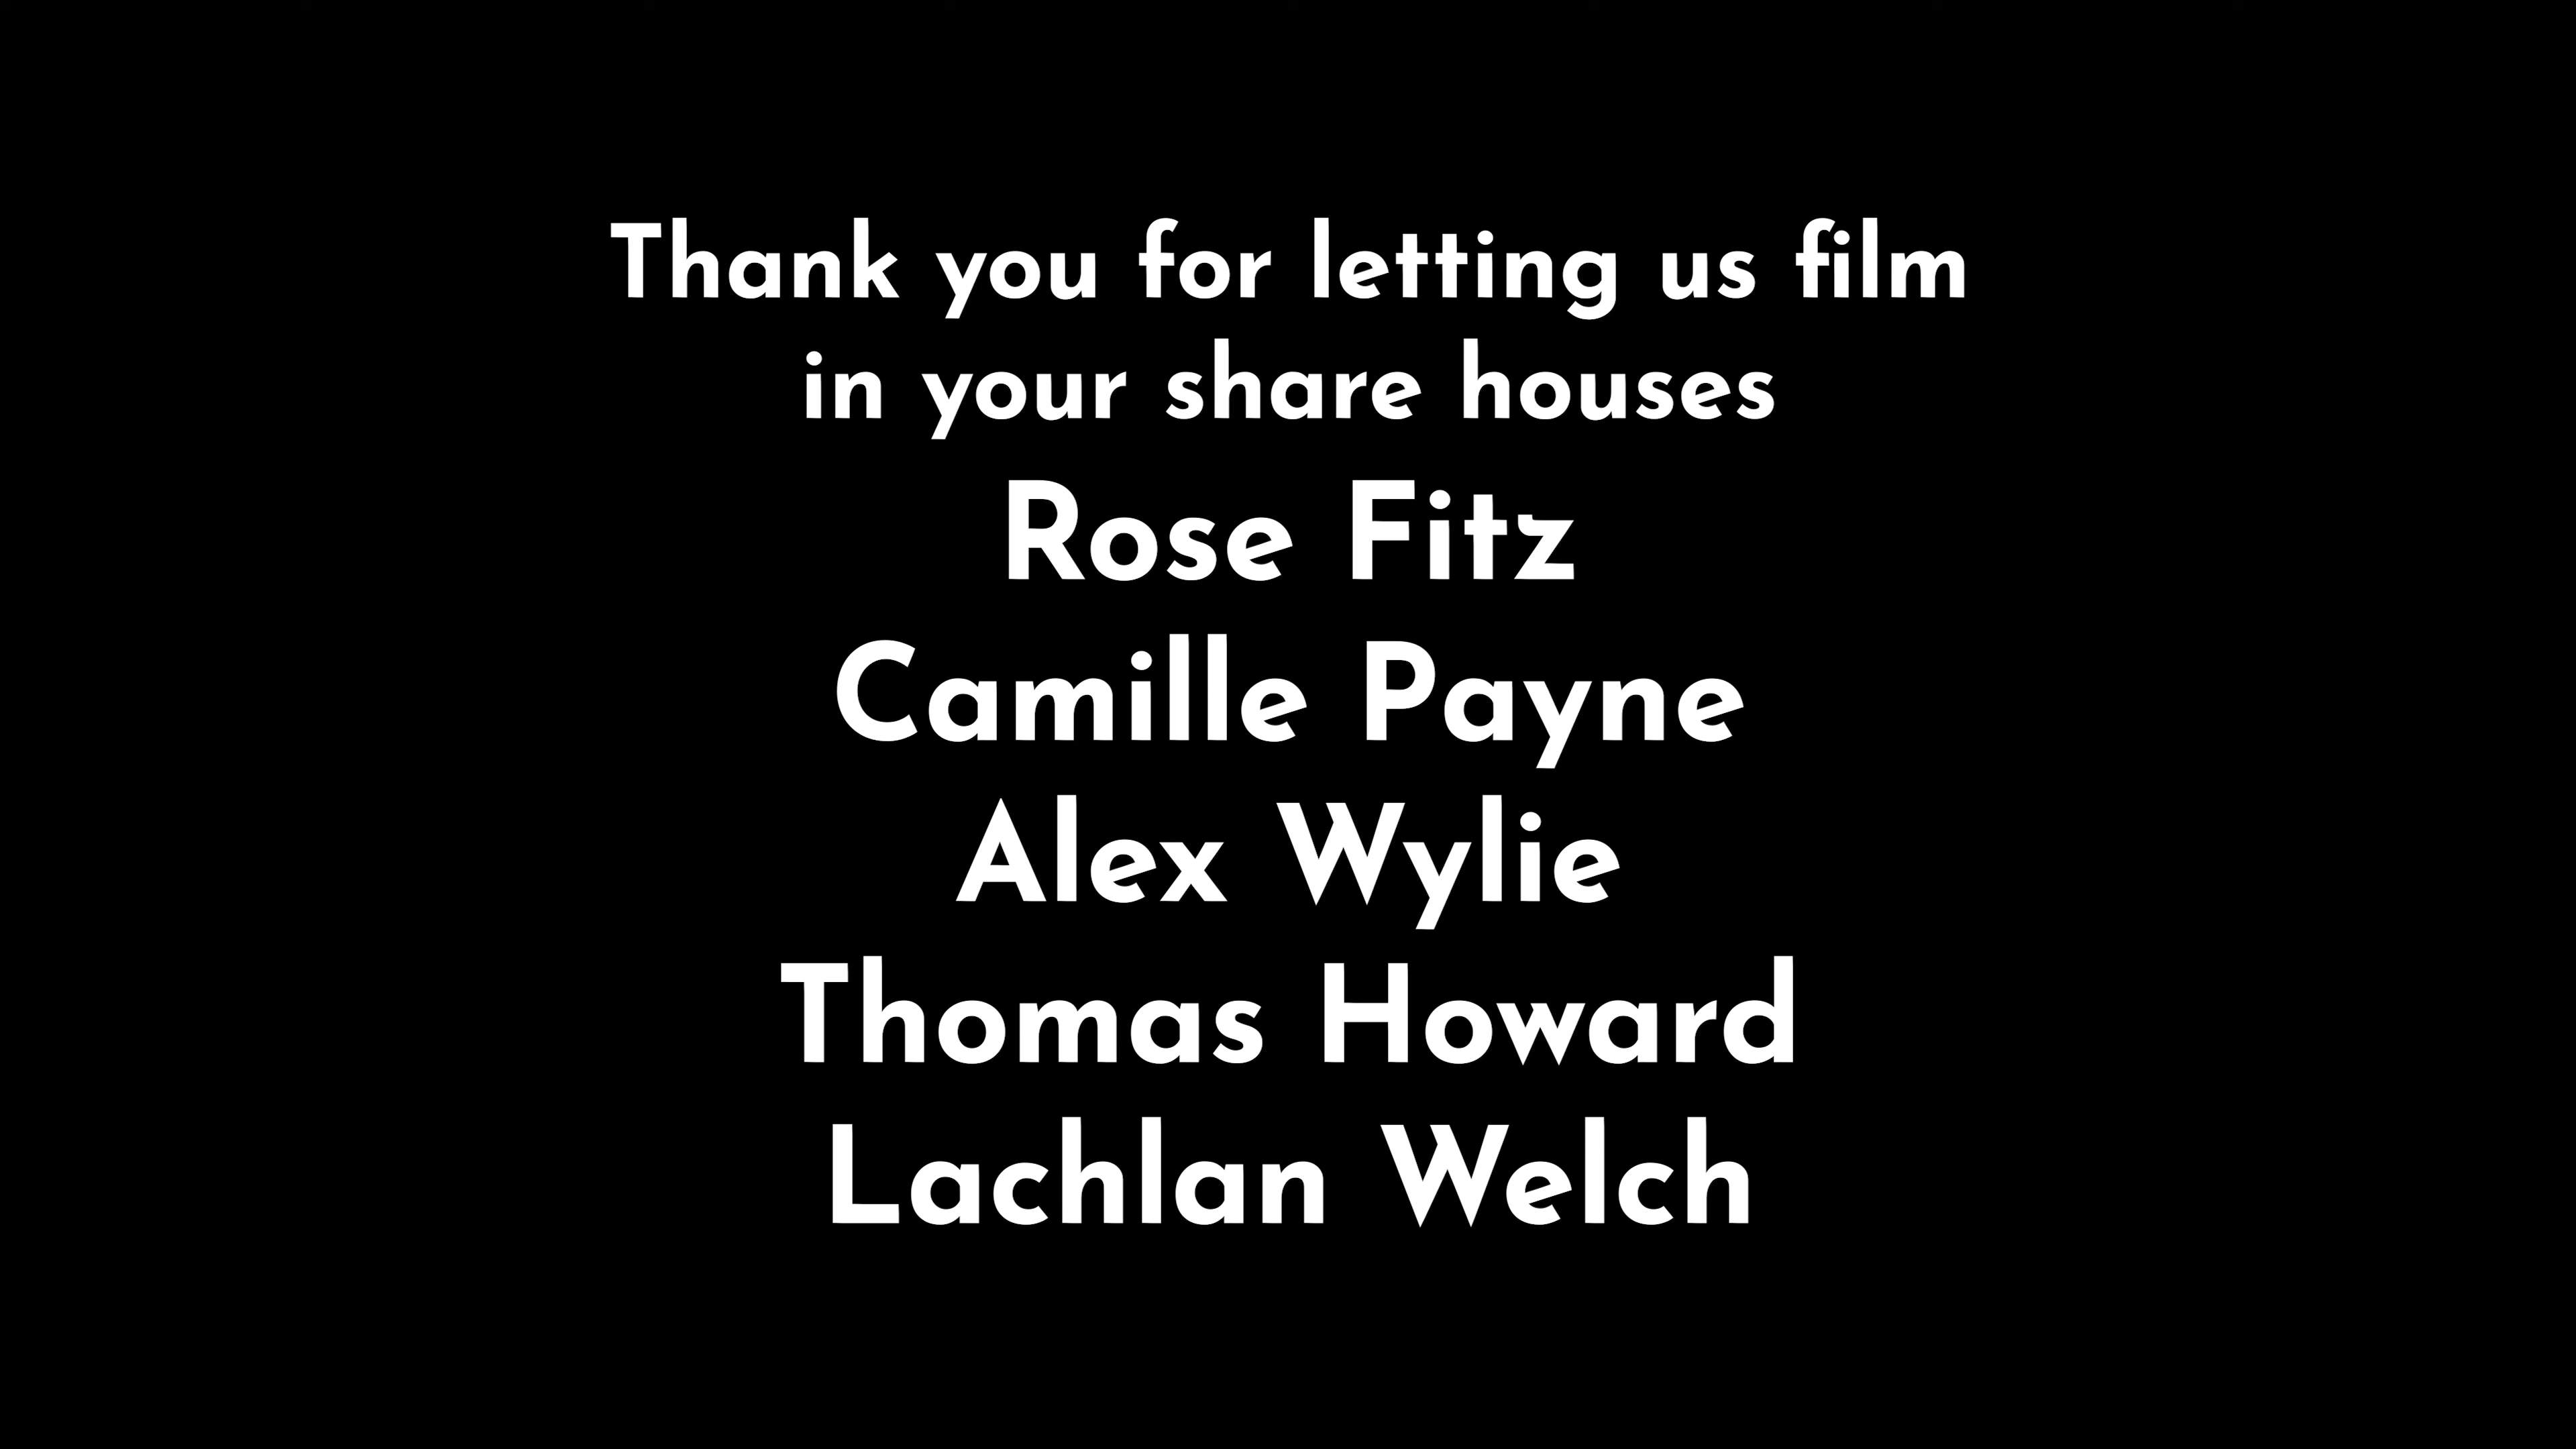 Thank you for letting us film
in your share houses
Rose Fitz
Camille Payne
Alex Wylie
Thomas Howard
Lachlan Welch